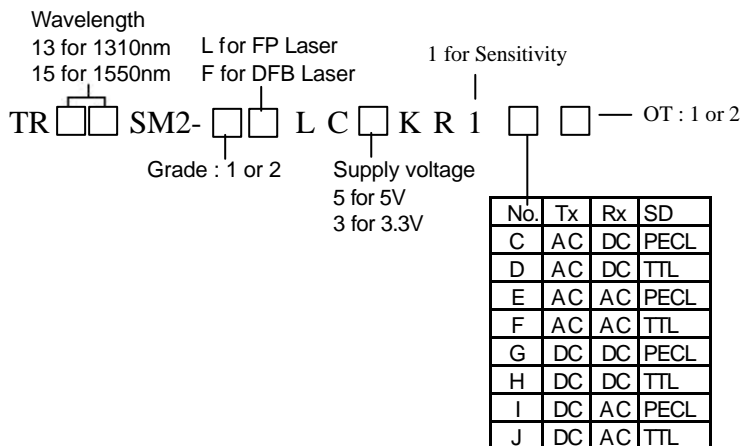 Wavelength
13 for 1310nm
15 for 1550nm
L for FP Laser
F for DFB Laser
1 for Sensitivity
TR SM2- L C K R 1
OT : 1 or 2
Grade : 1 or 2
Supply voltage
5 for 5V
3 for 3.3V
No. Tx Rx SD
C AC DC PECL
D AC DC TTL
E AC AC PECL
F AC AC TTL
G DC DC PECL
H DC DC TTL
I DC AC PECL
J DC AC TTL